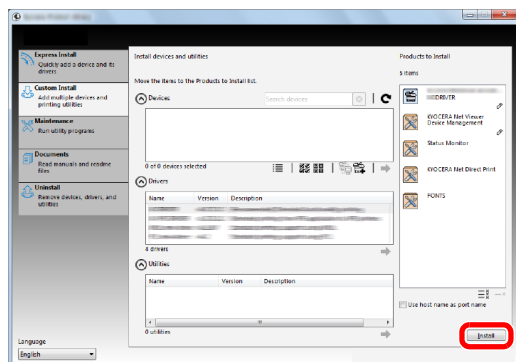 Express Install
Quickly add a device and its
drivers
Custom Install
Add multiple devices and
printing utilities
Maintenance
Run utility programs
Documents
Read manuals and readme
files
Uninstall
Remove devices, drivers, and
utilities
Language
English
Install devices and utilities
Move the items to the Products to Install list.
Devices
Search devices
0 of 0 devices selected
Drivers
Name Version Description
4 drivers
Utilities
Name Version Description
0 utilities
Products to Install
5 items
KYOCERA Net Viewer
Device Management
Status Monitor
KYOCERA Net Direct Print
FONTS
Use host name as port name
Install